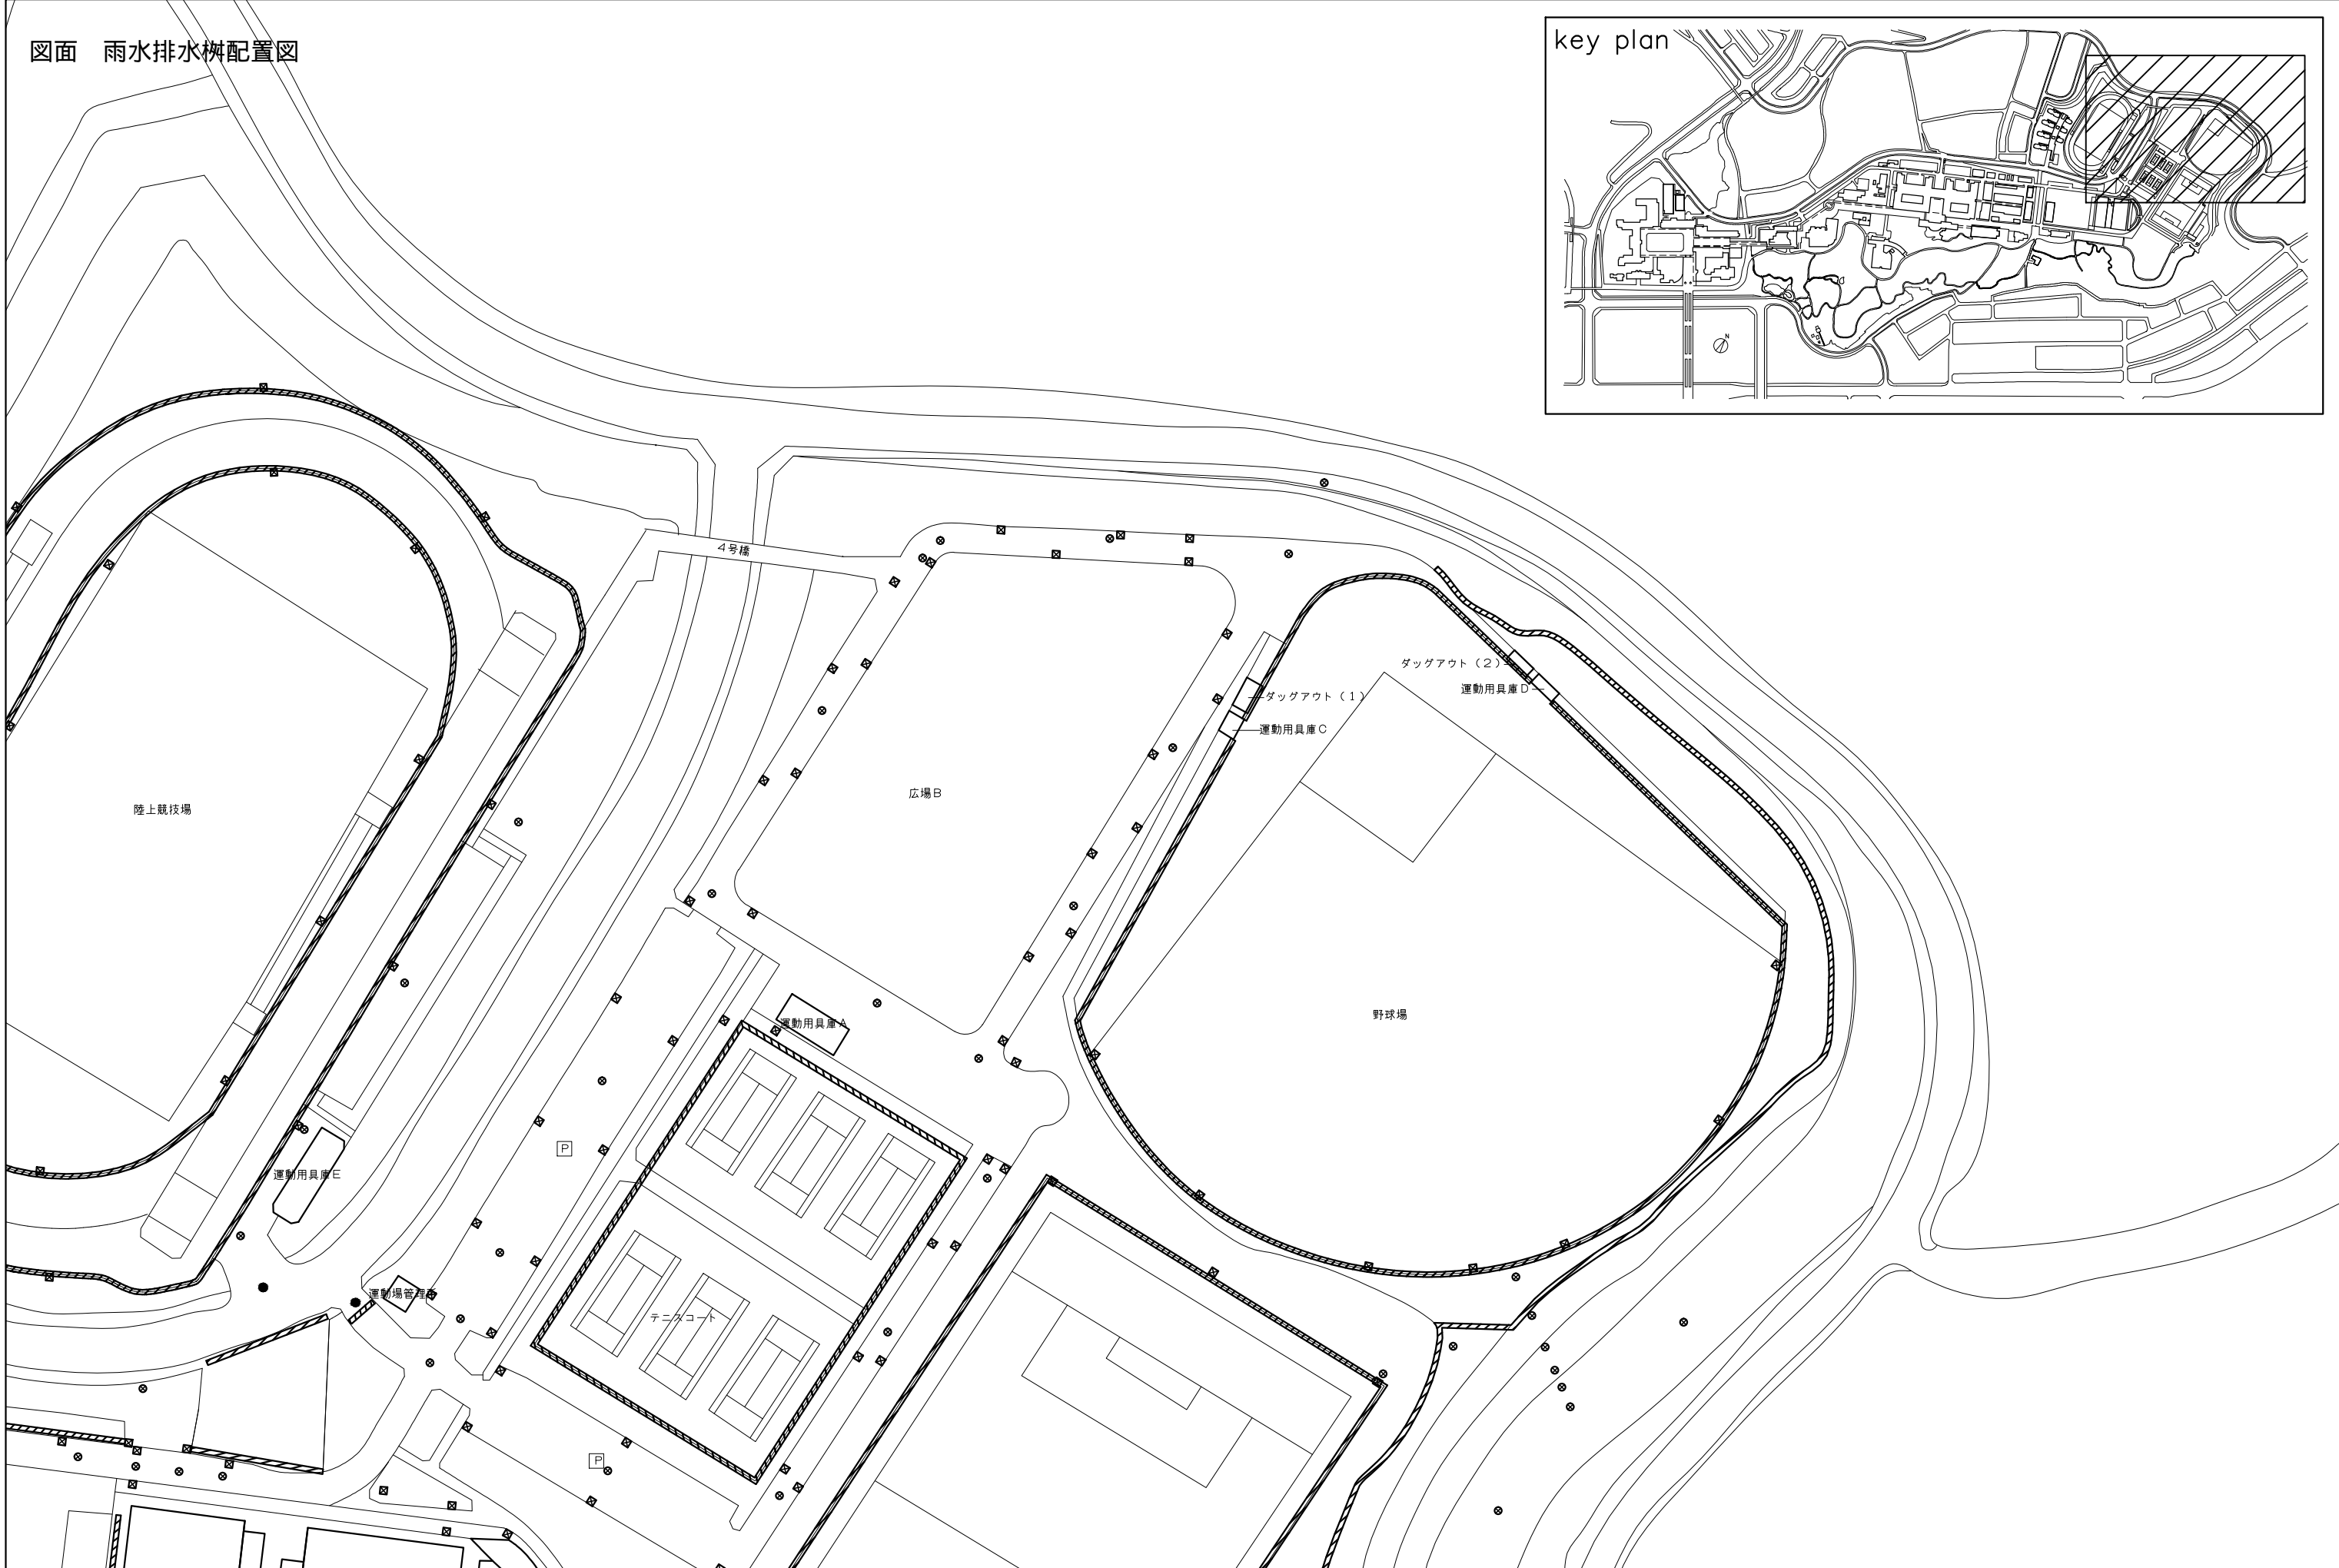 図面　雨水排水桝配置図
key plan
N
4号橋
ダッグアウト（2）
運動用具庫D
ダッグアウト（1）
運動用具庫C
広場B
陸上競技場
野球場
運動用具庫A
P
運動用具庫E
運動場管理
テニスコート
P